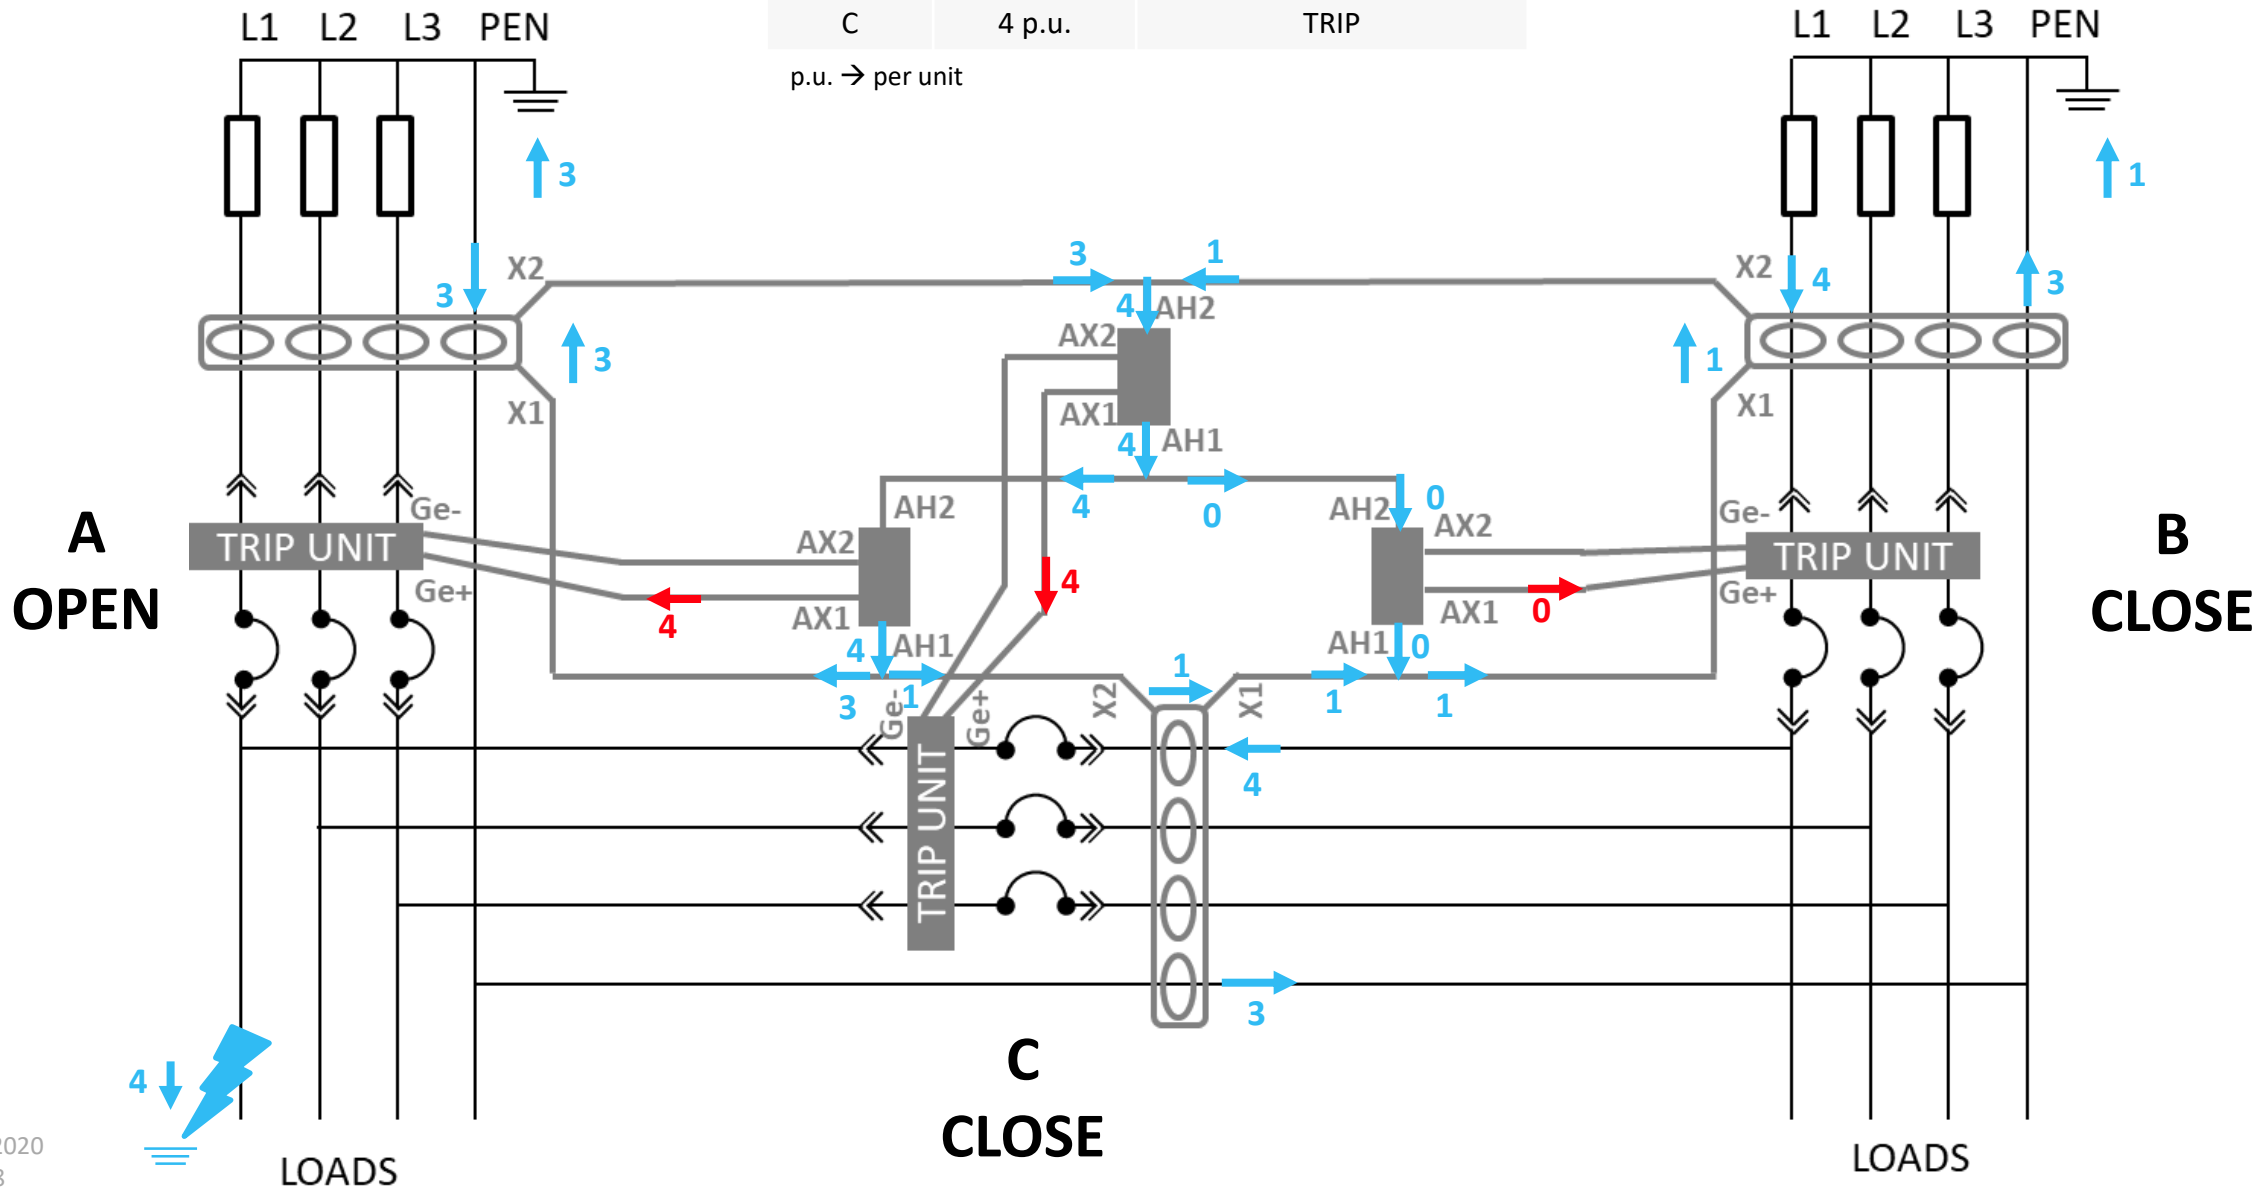 L1 L2 L3 PEN
C 4 p.u. TRIP
L1 L2 L3 PEN
p.u. → per unit
3
1
X2 3 1 X2
3 4 AH2 4 3
AX2
3 1
X1 AX1 X1
4 AH1
4 0
Ge- AH2 AH2 0 Ge-
A
OPEN
TRIP UNIT
AX2 AX2
TRIP UNIT
B
CLOSE
Ge+ 4 Ge+
AX1 4 0 AX1
4 AH1 AH1 0
3 1 1 1 1
Ge- Ge+ X2 X1
TRIP UNIT
4
3
C
CLOSE
4
2020
3
LOADS LOADS